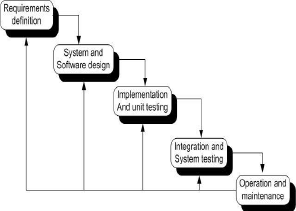 Requirements
definition
System and
Software design
Implementation
And unit testing
Integration and
System testing
Operation and
maintenance